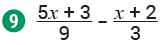 9 (5x + 3)/9 - (x + 2)/3